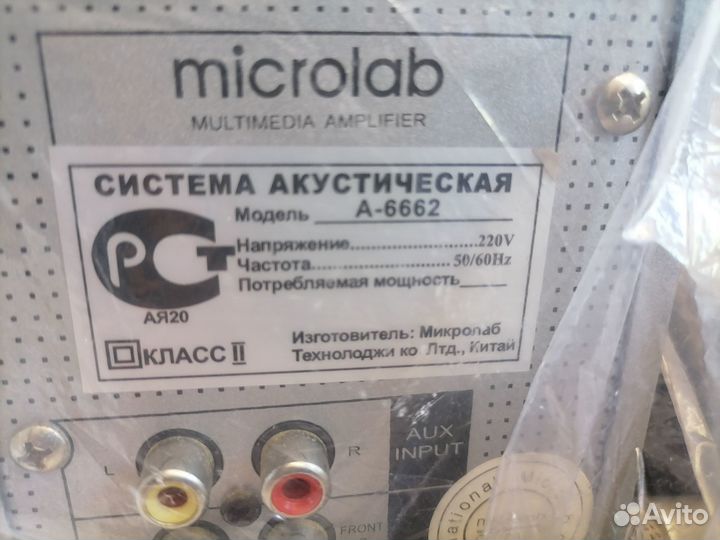 microlab
MULTIMEDIA AMPLIFIER
СИСТЕМА АКУСТИЧЕСКАЯ
Модель A-6662
Напряжение........................220V
Частота........................50/60Hz
Потребляемая мощность
РСТ
АЯ20
КЛАСС II
Изготовитель: Микролаб
Технолоджи ко Лтд., Китай
L
R
AUX
INPUT
FRONT
Avito